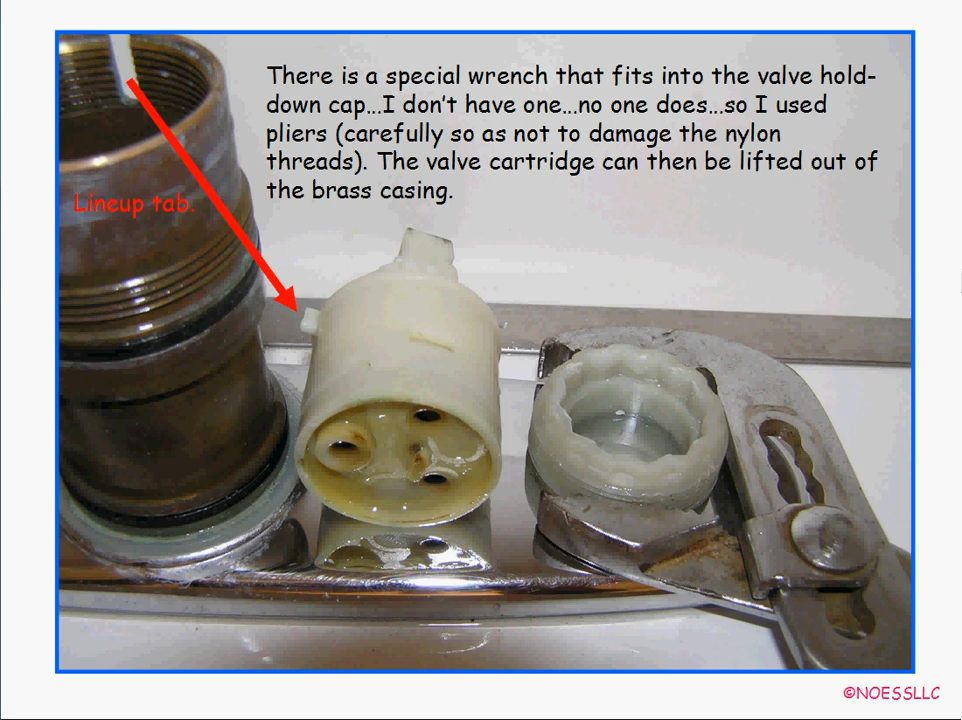 There is a special wrench that fits into the valve hold-
down cap...I don't have one...no one does...so I used
pliers (carefully so as not to damage the nylon
threads). The valve cartridge can then be lifted out of
the brass casing.
Lineup tab.
©NOESSLLC